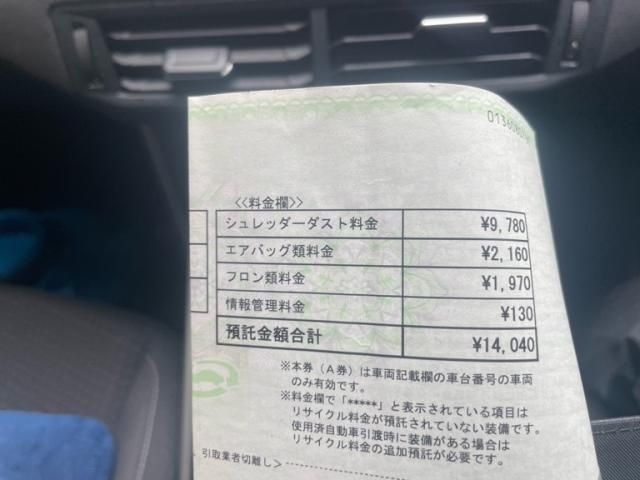 ≪料金欄≫
シュレッダーダスト料金 ¥9,780
エアバッグ類料金 ¥2,160
フロン類料金 ¥1,970
情報管理料金 ¥130
預託金額合計 ¥14,040
※本券（A券）は車両記載欄の車台番号の車両
のみ有効です。
※料金欄で「*****」と表示されている項目は
リサイクル料金が預託されていない装備です。
使用済自動車引渡時に装備がある場合は
リサイクル料金の追加預託が必要です。
引取業者切離し＞